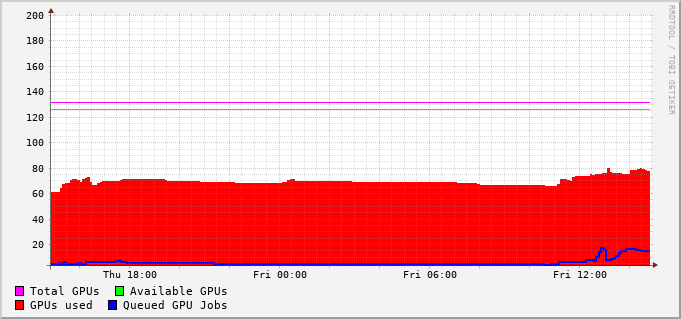 200
180
160
140
120
100
80
60
40
20
Thu 18:00 Fri 00:00 Fri 06:00 Fri 12:00
Total GPUs Available GPUs
GPUs used Queued GPU Jobs
RRDTOOL / TOBI OETIKER